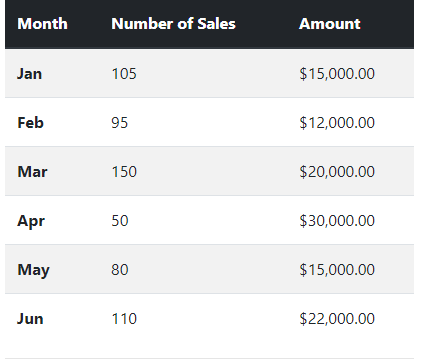 Month Number of Sales Amount
Jan 105 $15,000.00
Feb 95 $12,000.00
Mar 150 $20,000.00
Apr 50 $30,000.00
May 80 $15,000.00
Jun 110 $22,000.00